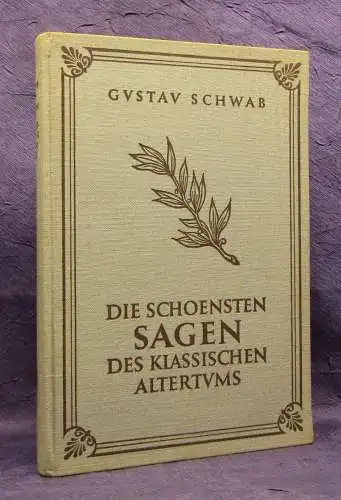 GVSTAV SCHWAB
DIE SCHOENSTEN
SAGEN
DES KLASSISCHEN
ALTERTVMS